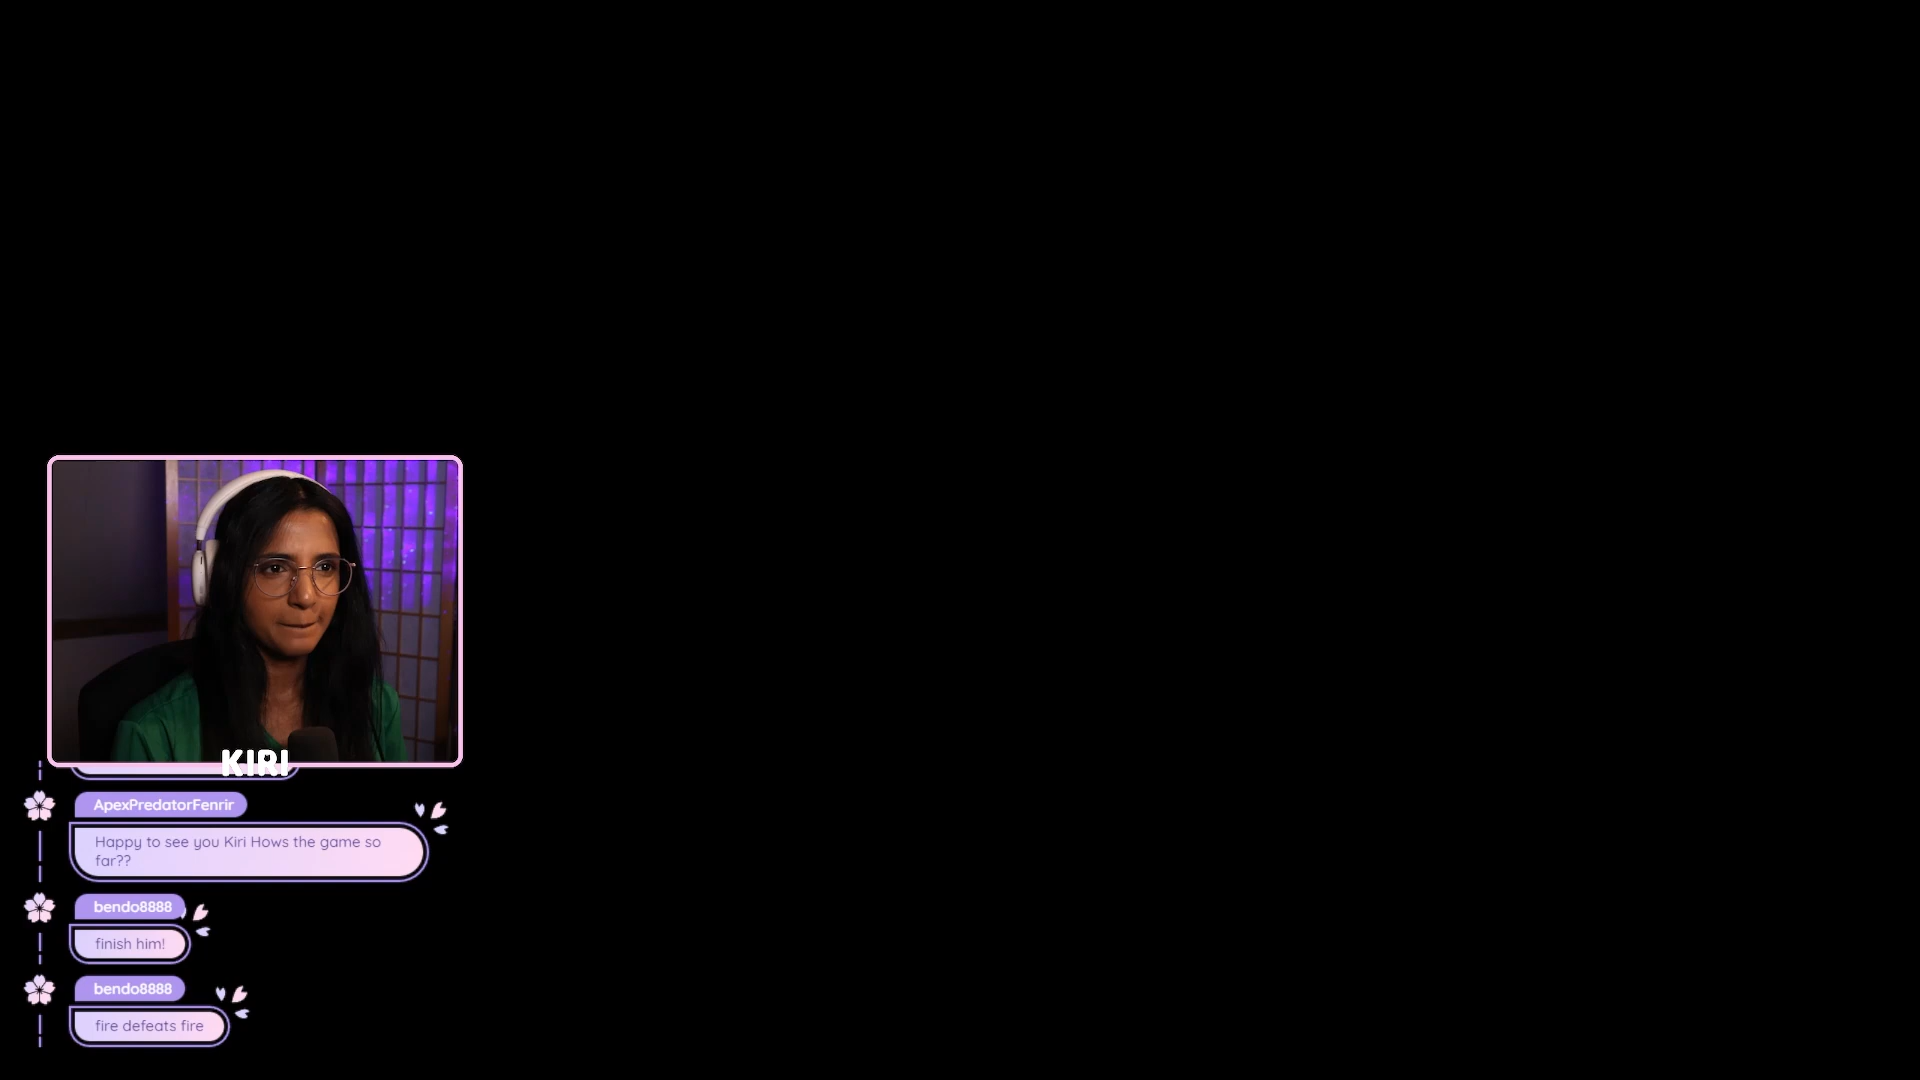 KIRI
ApexPredatorFenrir
Happy to see you Kiri Hows the game so
far??
bendo8888
finish him!
bendo8888
fire defeats fire